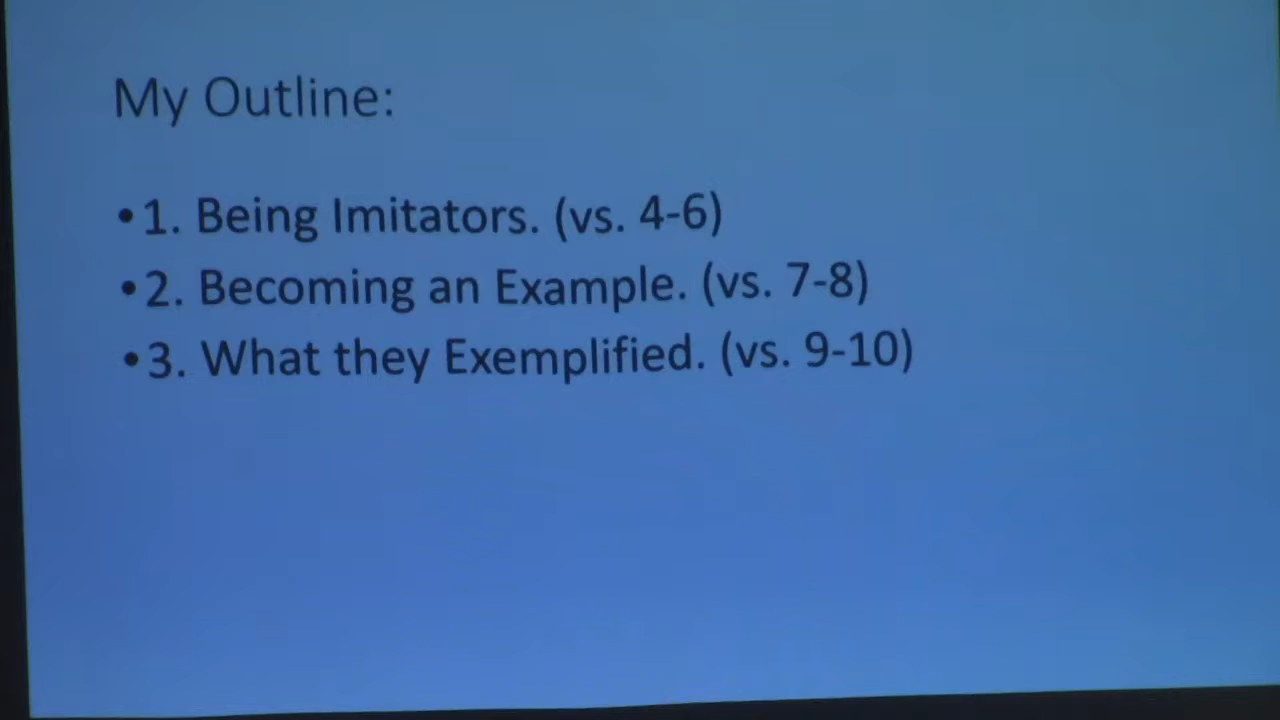 My Outline:
• 1. Being Imitators. (vs. 4-6)
• 2. Becoming an Example. (vs. 7-8)
• 3. What they Exemplified. (vs. 9-10)